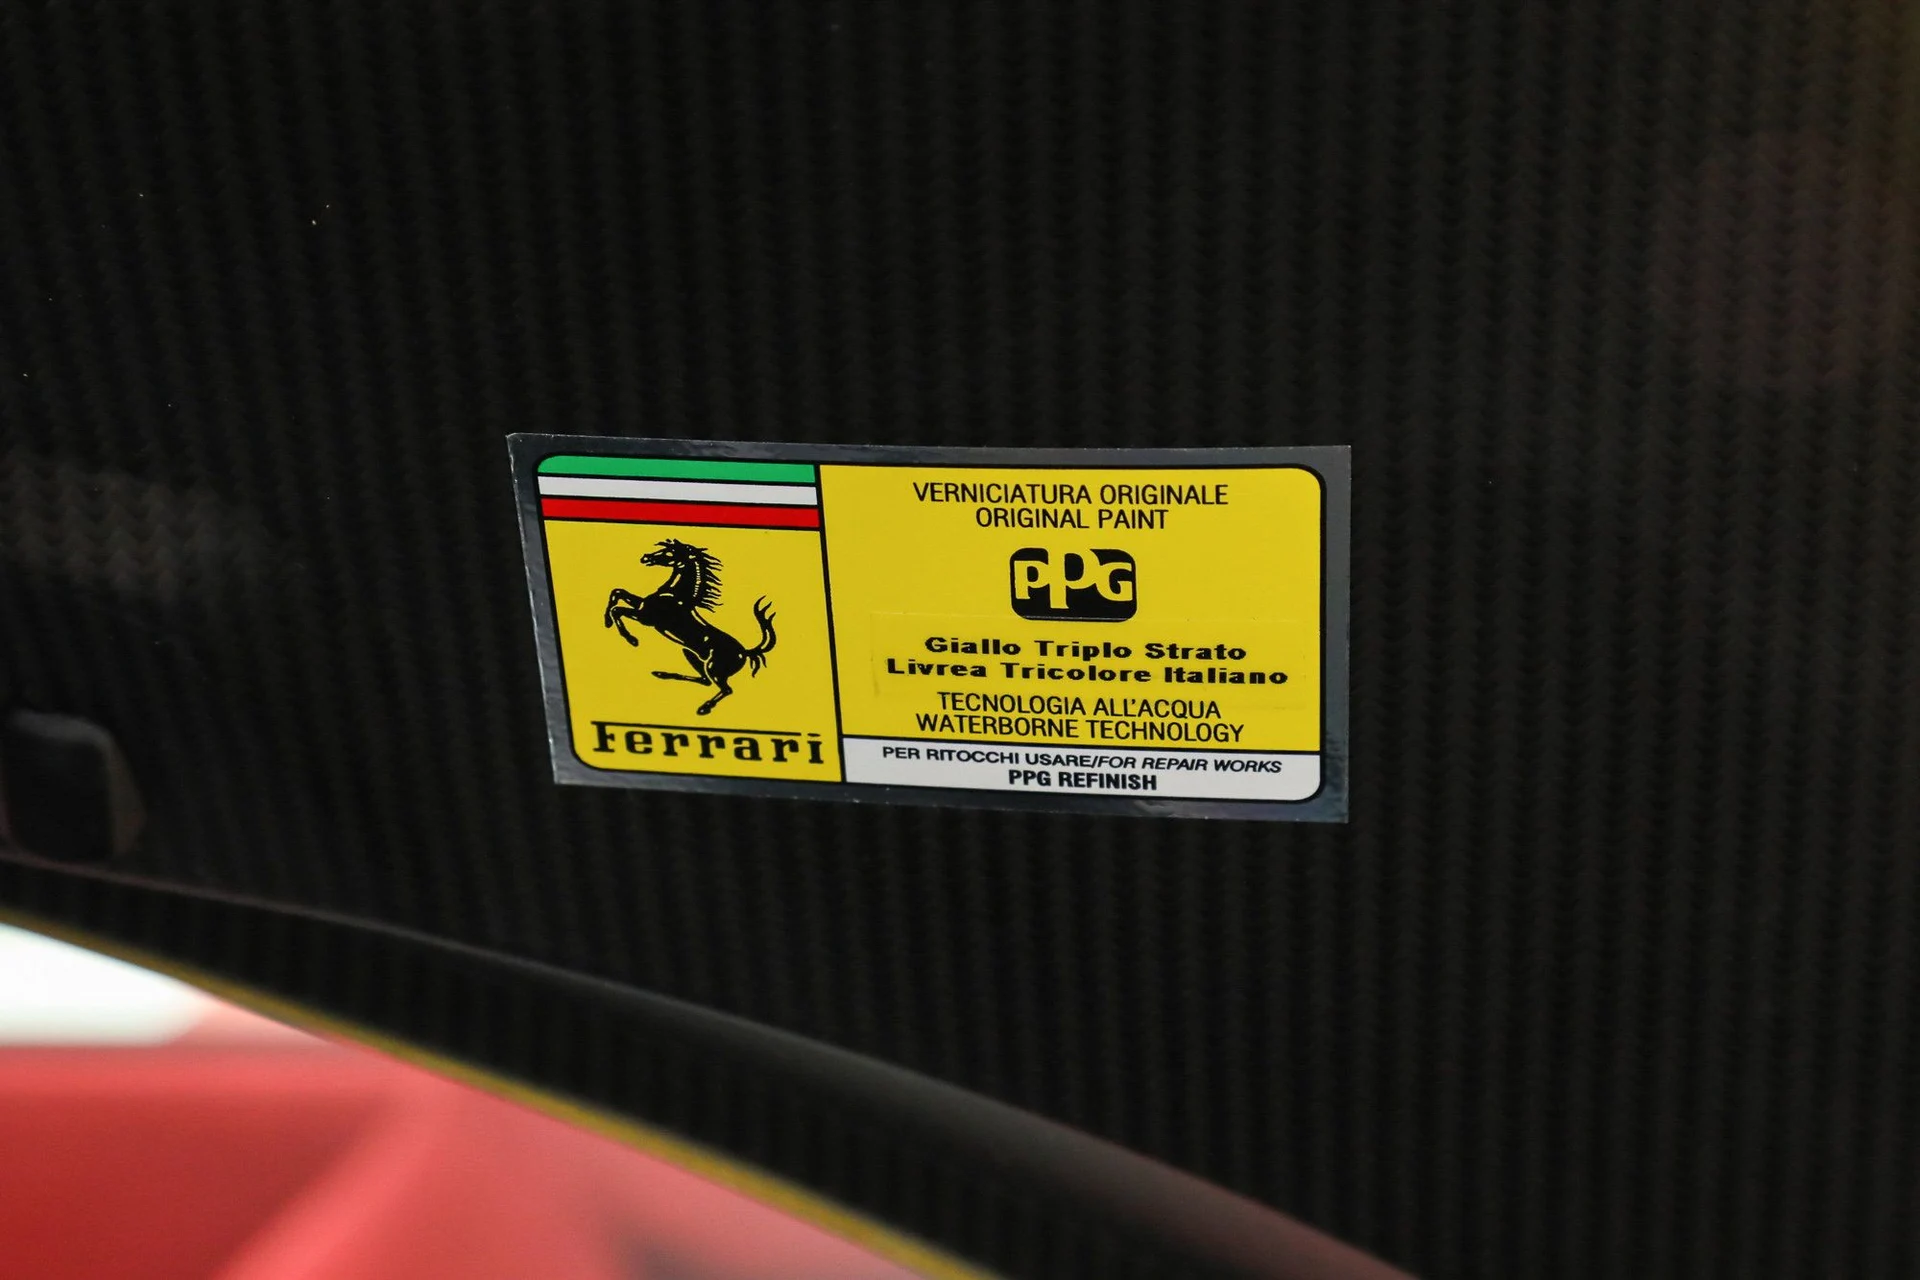 Ferrari
VERNICIATURA ORIGINALE
ORIGINAL PAINT
PPG
Giallo Triplo Strato
Livrea Tricolore Italiano
TECNOLOGIA ALL'ACQUA
WATERBORNE TECHNOLOGY
PER RITOCCHI USARE/FOR REPAIR WORKS
PPG REFINISH